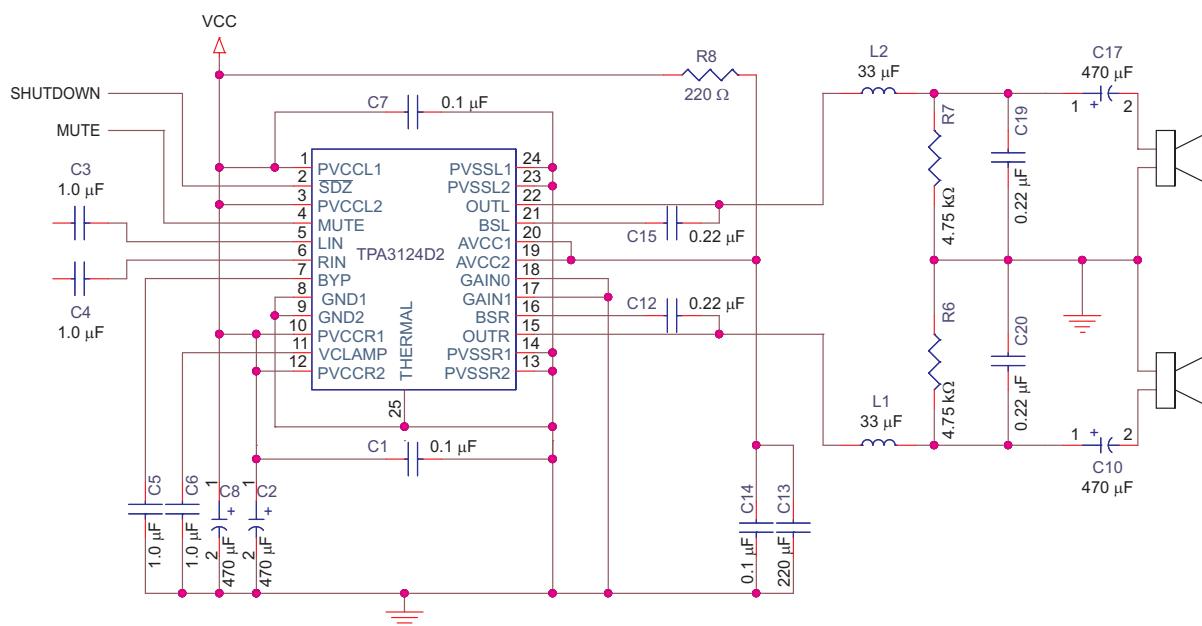 VCC
R8
220 Ω
L2
33 µF
C17
470 µF
1 + 2
SHUTDOWN
MUTE
C7
0.1 µF
C3
1.0 µF
C4
1.0 µF
TPA3124D2
1 PVCCL1
2 SDZ
3 PVCCL2
4 MUTE
5 LIN
6 RIN
7 BYP
8 GND1
9 GND2
10 PVCCR1
11 VCLAMP
12 PVCCR2
THERMAL
25
PVSSL1 24
PVSSL2 23
OUTL 22
BSL 21
AVCC1 20
AVCC2 19
GAIN0 18
GAIN1 17
BSR 16
OUTR 15
PVSSR1 14
PVSSR2 13
C15
0.22 µF
C12
0.22 µF
R7
4.75 kΩ
C19
0.22 µF
R6
4.75 kΩ
C20
0.22 µF
L1
33 µF
1 + 2
C10
470 µF
C1
0.1 µF
C5
1.0 µF
C6
1.0 µF
1
C8
+
2
470 µF
1
C2
+
2
470 µF
C14
0.1 µF
C13
220 µF